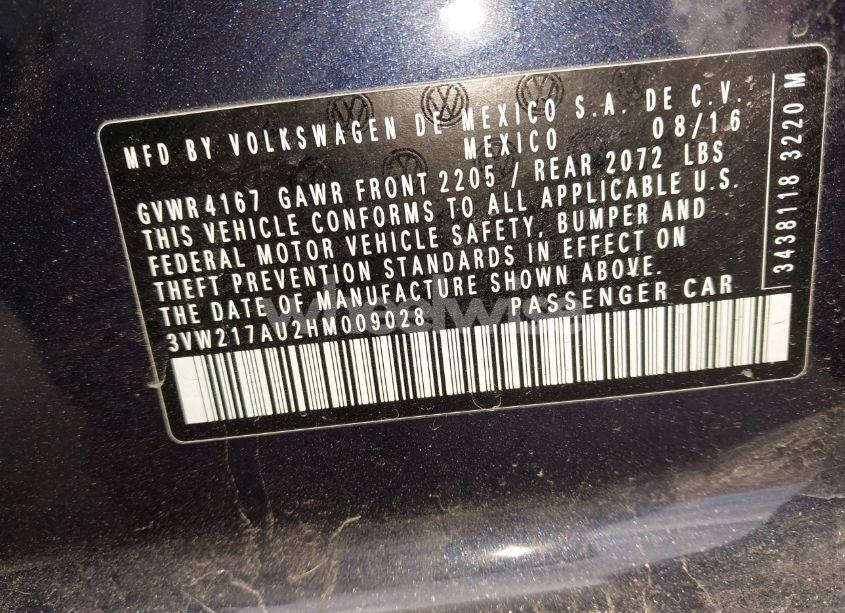 MFD BY VOLKSWAGEN DE MEXICO S.A. DE C.V.
MEXICO 08/16
GVWR 4167 GAWR FRONT 2205 / REAR 2072 LBS
THIS VEHICLE CONFORMS TO ALL APPLICABLE U.S.
FEDERAL MOTOR VEHICLE SAFETY, BUMPER AND
THEFT PREVENTION STANDARDS IN EFFECT ON
THE DATE OF MANUFACTURE SHOWN ABOVE.
3VW217AU2HM009028 PASSENGER CAR
3438118 3220 M
wheelwise